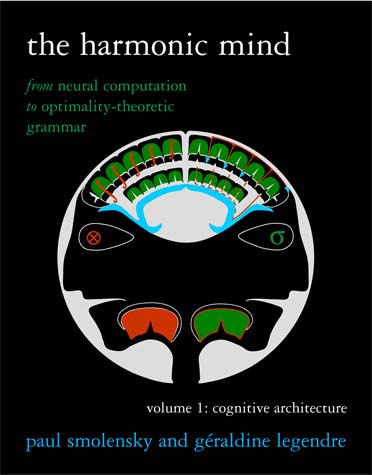 the harmonic mind
from neural computation
to optimality-theoretic
grammar
⊗ σ
volume 1: cognitive architecture
paul smolensky and géraldine legendre